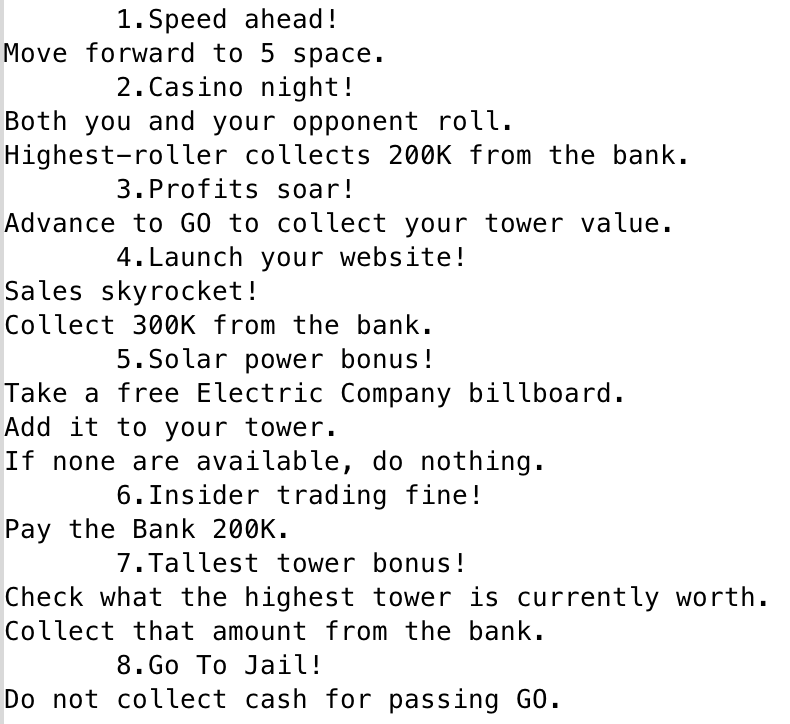 1.Speed ahead!
Move forward to 5 space.
2.Casino night!
Both you and your opponent roll.
Highest-roller collects 200K from the bank.
3.Profits soar!
Advance to GO to collect your tower value.
4.Launch your website!
Sales skyrocket!
Collect 300K from the bank.
5.Solar power bonus!
Take a free Electric Company billboard.
Add it to your tower.
If none are available, do nothing.
6.Insider trading fine!
Pay the Bank 200K.
7.Tallest tower bonus!
Check what the highest tower is currently worth.
Collect that amount from the bank.
8.Go To Jail!
Do not collect cash for passing GO.